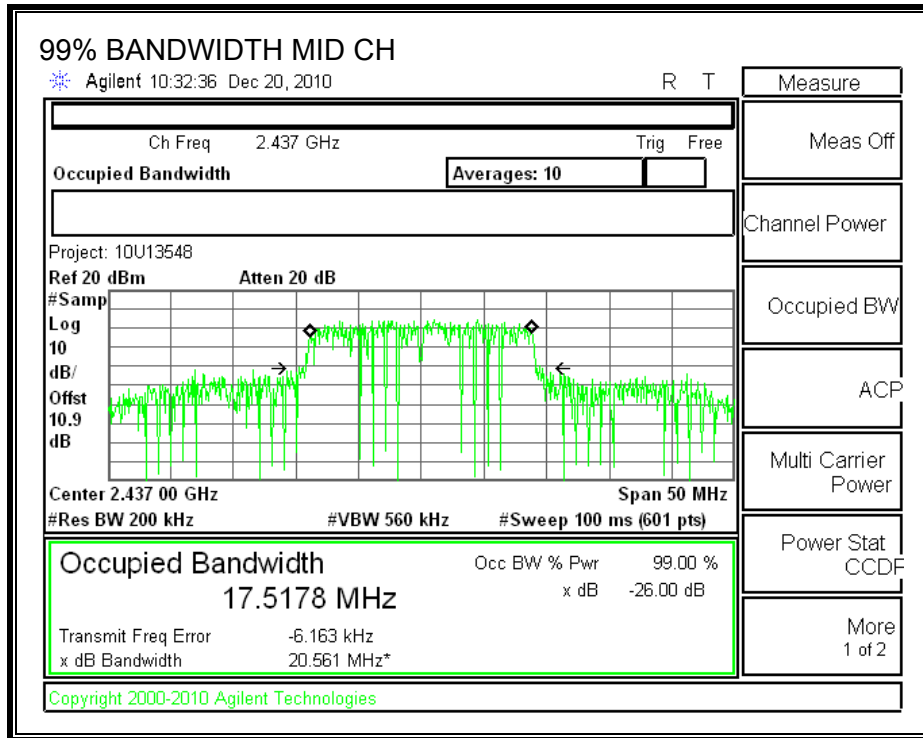 99% BANDWIDTH MID CH
Agilent 10:32:36 Dec 20, 2010 R T
Measure
Ch Freq 2.437 GHz Trig Free
Meas Off
Occupied Bandwidth Averages: 10
Channel Power
Project: 10U13548
Ref 20 dBm Atten 20 dB
#Samp
Log
10
dB/
Offst
10.9
dB
Occupied BW
ACP
Multi Carrier
Power
Center 2.437 00 GHz Span 50 MHz
#Res BW 200 kHz #VBW 560 kHz #Sweep 100 ms (601 pts)
Power Stat
CCDF
Occupied Bandwidth Occ BW % Pwr 99.00 %
17.5178 MHz x dB -26.00 dB
Transmit Freq Error -6.163 kHz
x dB Bandwidth 20.561 MHz*
More
1 of 2
Copyright 2000-2010 Agilent Technologies